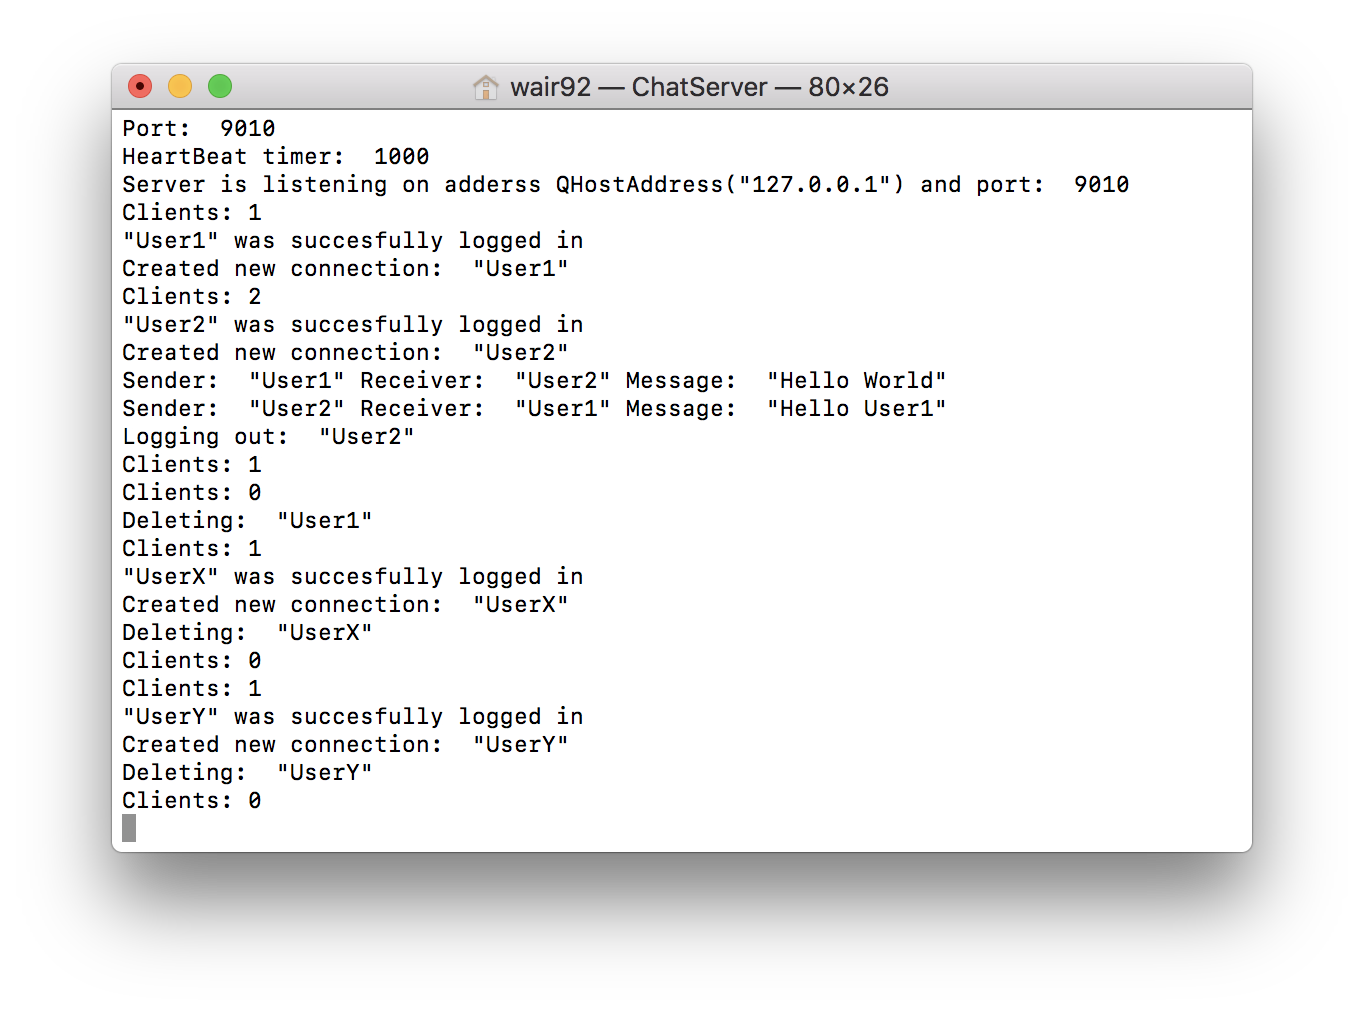 wair92 — ChatServer — 80×26
Port:  9010
HeartBeat timer:  1000
Server is listening on adderss QHostAddress("127.0.0.1") and port:  9010
Clients: 1
"User1" was succesfully logged in
Created new connection:  "User1"
Clients: 2
"User2" was succesfully logged in
Created new connection:  "User2"
Sender:  "User1" Receiver:  "User2" Message:  "Hello World"
Sender:  "User2" Receiver:  "User1" Message:  "Hello User1"
Logging out:  "User2"
Clients: 1
Clients: 0
Deleting:  "User1"
Clients: 1
"UserX" was succesfully logged in
Created new connection:  "UserX"
Deleting:  "UserX"
Clients: 0
Clients: 1
"UserY" was succesfully logged in
Created new connection:  "UserY"
Deleting:  "UserY"
Clients: 0